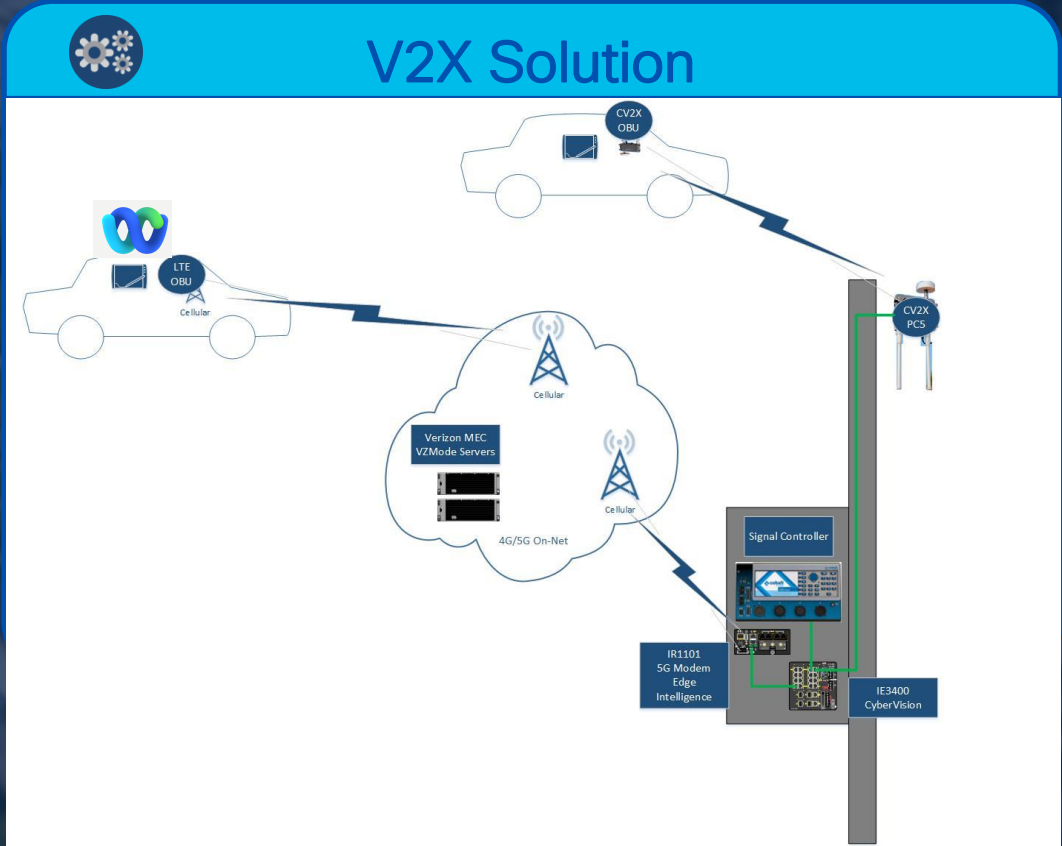 V2X Solution
CV2X
OBU
LTE
OBU
Cellular
CV2X
PC5
Cellular
Verizon MEC
VZMode Servers
Cellular
4G/5G On-Net
Signal Controller
IR1101
5G Modem
Edge
Intelligence
IE3400
CyberVision